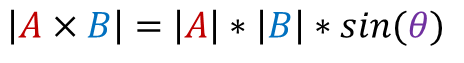 |A × B| = |A| * |B| * sin(θ)